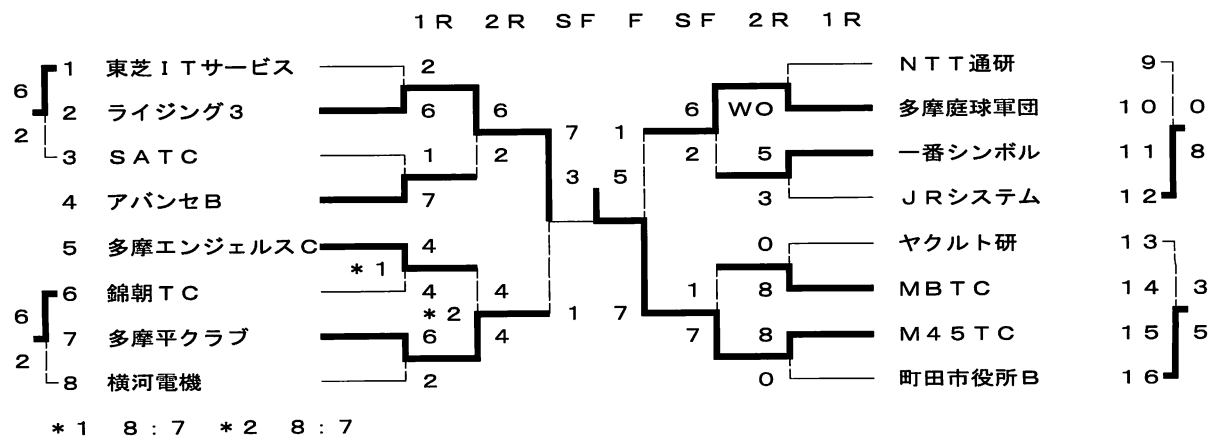 1R 2R SF F SF 2R 1R
1 東芝ITサービス 2 NTT通研 9
6 6 6 WO 0
2 ライジング3 6 多摩庭球軍団 10
2 7 1
3 SATC 1 2 2 5 一番シンボル 11 8
3 5
4 アバンセB 7 3 JRシステム 12
5 多摩エンジェルスC 4 0 ヤクルト研 13
*1
6 錦朝TC 4 4 1 8 MBTC 14 3
6 *2 1 7
7 多摩平クラブ 6 4 7 8 M45TC 15 5
2
8 横河電機 2 0 町田市役所B 16
*1 8:7 *2 8:7